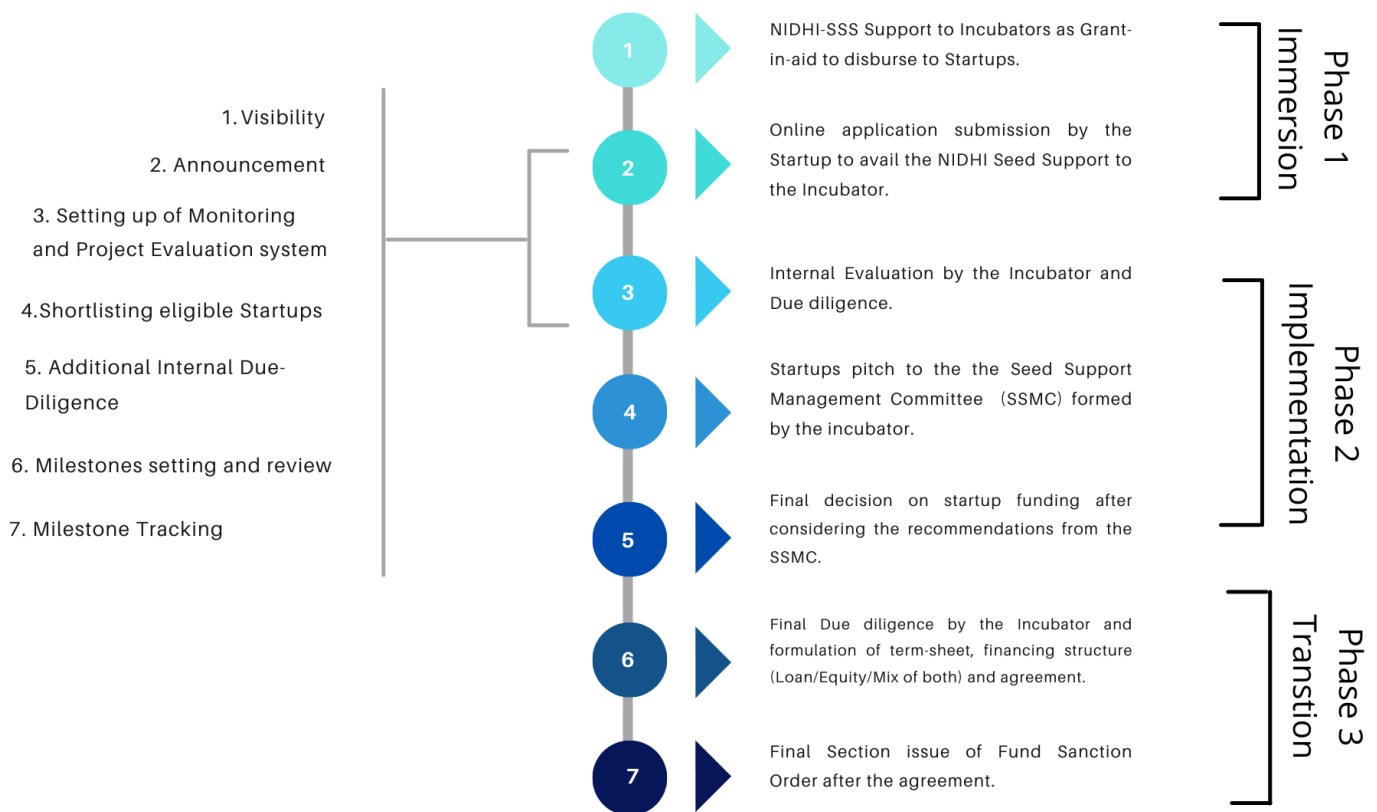 1. Visibility
2. Announcement
3. Setting up of Monitoring
and Project Evaluation system
4.Shortlisting eligible Startups
5. Additional Internal Due-
Diligence
6. Milestones setting and review
7. Milestone Tracking
1
NIDHI-SSS Support to Incubators as Grant-
in-aid to disburse to Startups.
2
Online application submission by the
Startup to avail the NIDHI Seed Support to
the Incubator.
3
Internal Evaluation by the Incubator and
Due diligence.
4
Startups pitch to the the Seed Support
Management Committee (SSMC) formed
by the incubator.
5
Final decision on startup funding after
considering the recommendations from the
SSMC.
6
Final Due diligence by the Incubator and
formulation of term-sheet, financing structure
(Loan/Equity/Mix of both) and agreement.
7
Final Section issue of Fund Sanction
Order after the agreement.
Phase 1
Immersion
Phase 2
Implementation
Phase 3
Transtion